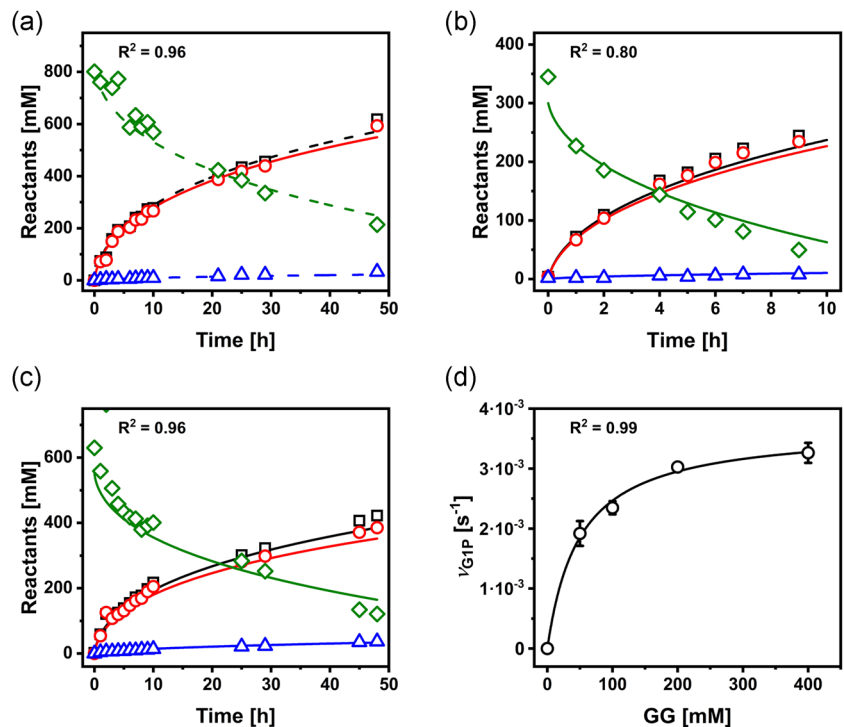 (a)
R² = 0.96
Reactants [mM]
800
600
400
200
0
0 10 20 30 40 50
Time [h]
(b)
R² = 0.80
Reactants [mM]
400
300
200
100
0
0 2 4 6 8 10
Time [h]
(c)
R² = 0.96
Reactants [mM]
600
400
200
0
0 10 20 30 40 50
Time [h]
(d)
R² = 0.99
νG1P [s⁻¹]
4·10⁻³
3·10⁻³
2·10⁻³
1·10⁻³
0
0 100 200 300 400
GG [mM]